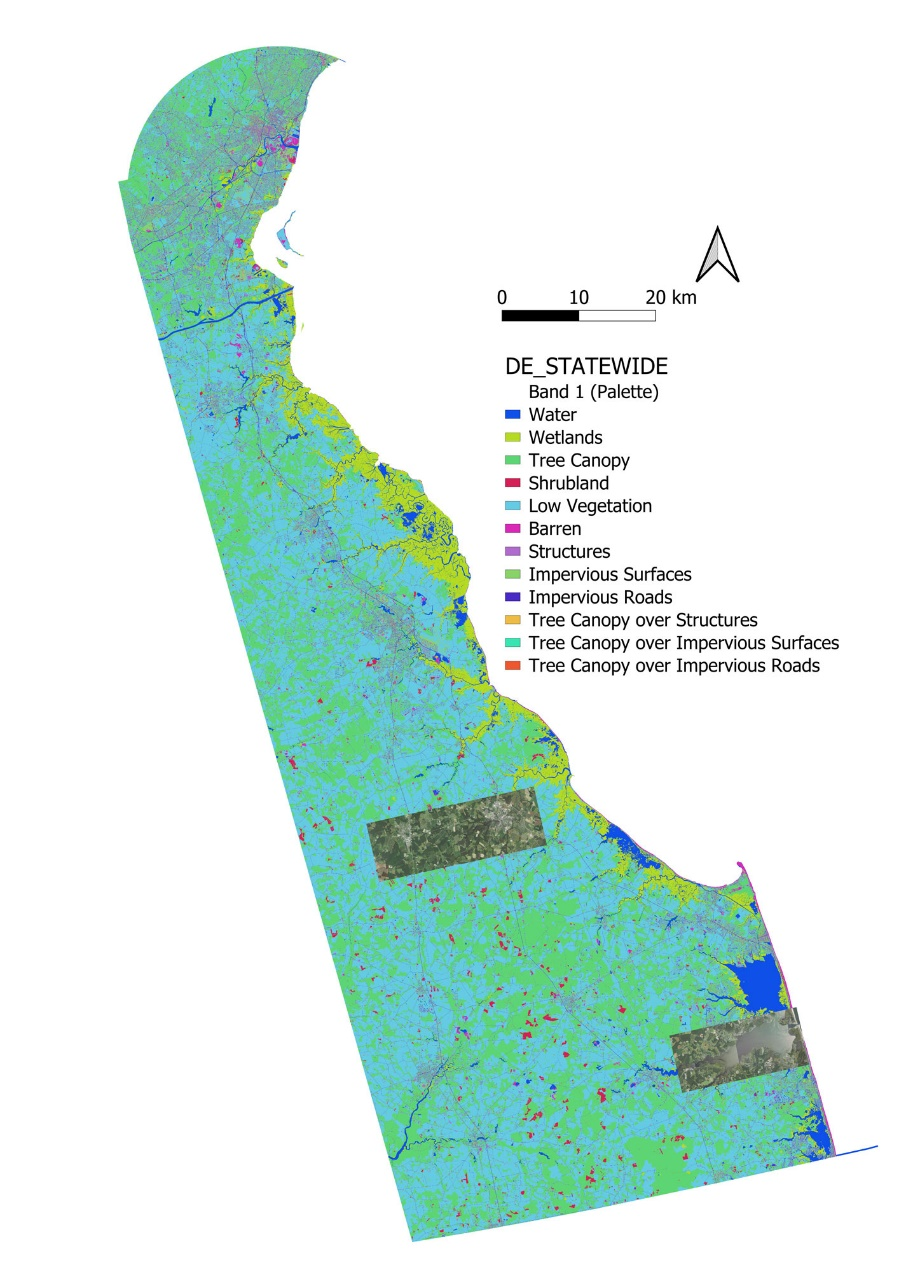 0 10 20 km
DE_STATEWIDE
Band 1 (Palette)
Water
Wetlands
Tree Canopy
Shrubland
Low Vegetation
Barren
Structures
Impervious Surfaces
Impervious Roads
Tree Canopy over Structures
Tree Canopy over Impervious Surfaces
Tree Canopy over Impervious Roads